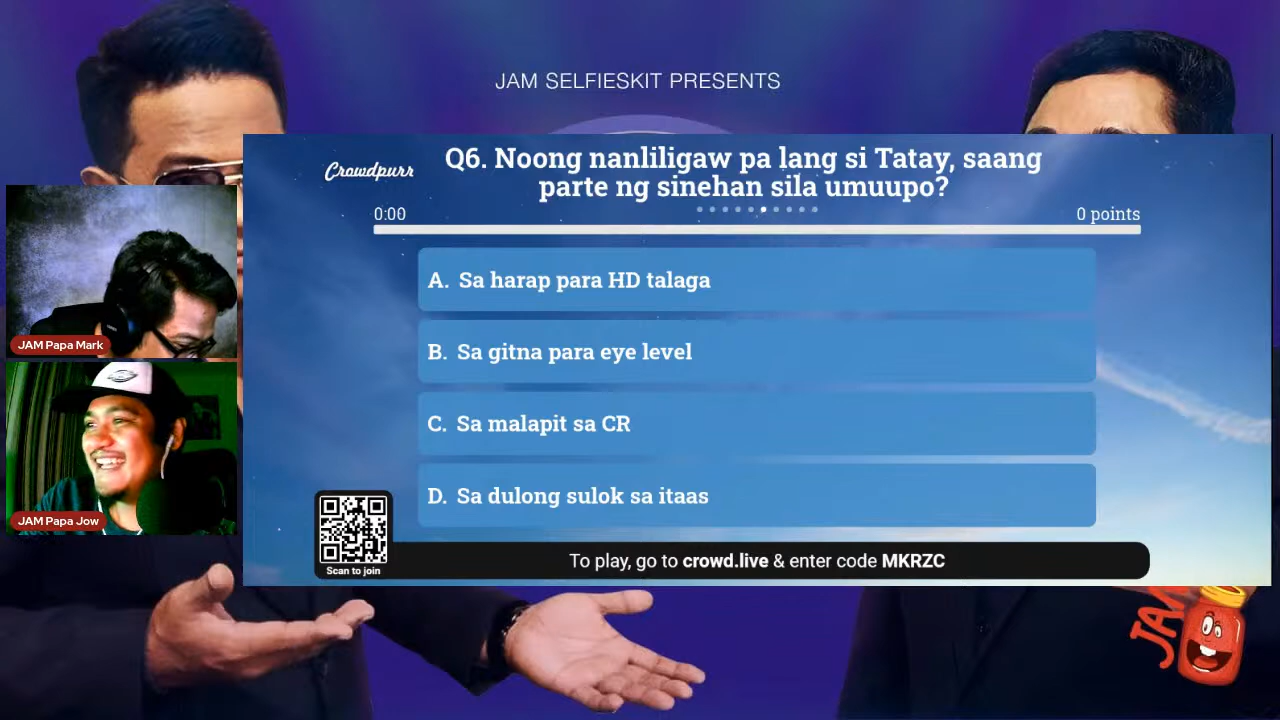 JAM SELFIESKIT PRESENTS
Crowdpurr
Q6. Noong nanliligaw pa lang si Tatay, saang
parte ng sinehan sila umuupo?
0:00
0 points
A. Sa harap para HD talaga
B. Sa gitna para eye level
C. Sa malapit sa CR
D. Sa dulong sulok sa itaas
Scan to join
To play, go to crowd.live & enter code MKRZC
JAM Papa Mark
JAM Papa Jow
JAM